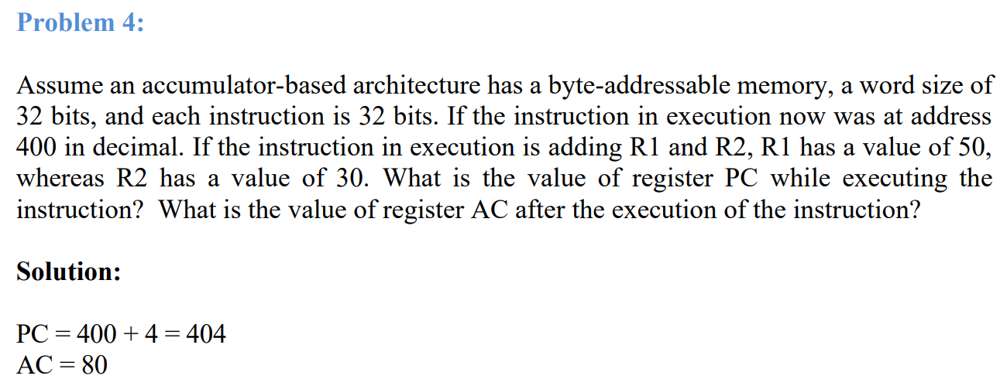 Problem 4:
Assume an accumulator-based architecture has a byte-addressable memory, a word size of
32 bits, and each instruction is 32 bits. If the instruction in execution now was at address
400 in decimal. If the instruction in execution is adding R1 and R2, R1 has a value of 50,
whereas R2 has a value of 30. What is the value of register PC while executing the
instruction? What is the value of register AC after the execution of the instruction?
Solution:
PC = 400 + 4 = 404
AC = 80